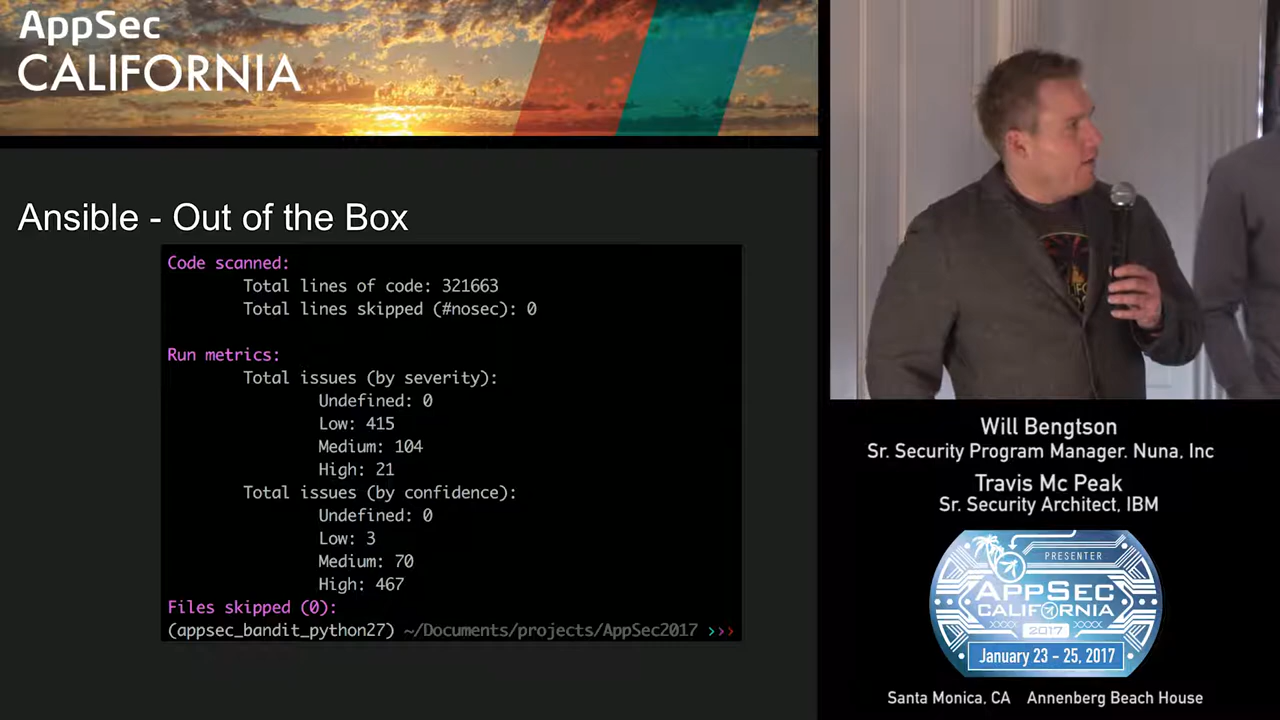 AppSec
CALIFORNIA
Ansible - Out of the Box
Code scanned:
Total lines of code: 321663
Total lines skipped (#nosec): 0
Run metrics:
Total issues (by severity):
Undefined: 0
Low: 415
Medium: 104
High: 21
Total issues (by confidence):
Undefined: 0
Low: 3
Medium: 70
High: 467
Files skipped (0):
(appsec_bandit_python27) ~/Documents/projects/AppSec2017 >>>
Will Bengtson
Sr. Security Program Manager. Nuna, Inc
Travis Mc Peak
Sr. Security Architect, IBM
PRESENTER
APPSEC
CALIFORNIA
XXXX 2017 XXXX
January 23 - 25, 2017
Santa Monica, CA Annenberg Beach House